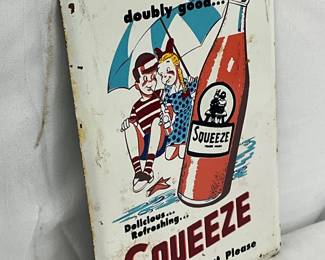 doubly good...
SQUEEZE
Delicious...
Refreshing...
SQUEEZE
Please